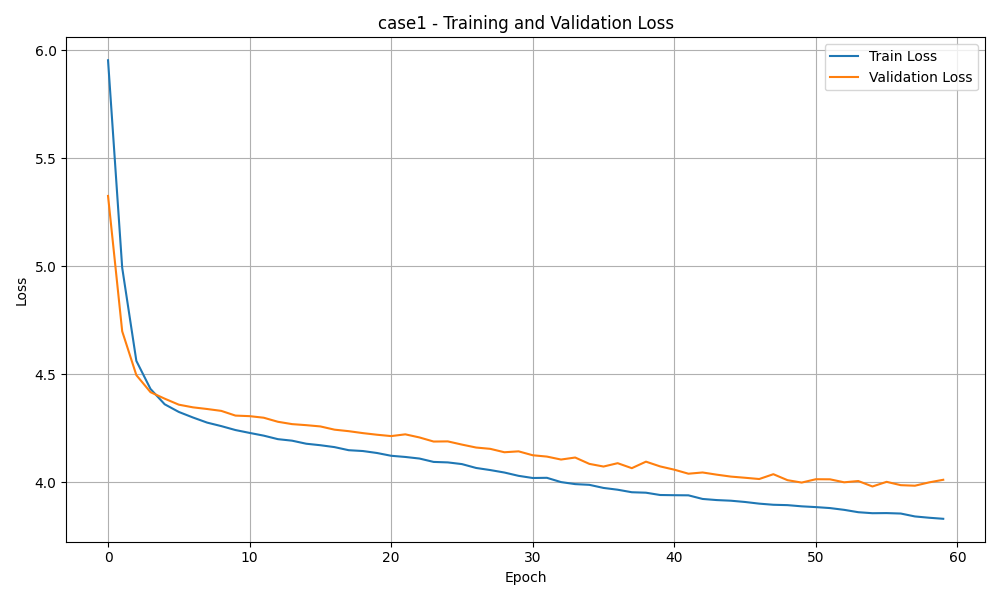 case1 - Training and Validation Loss
Train Loss
Validation Loss
6.0
5.5
5.0
4.5
4.0
Loss
0 10 20 30 40 50 60
Epoch